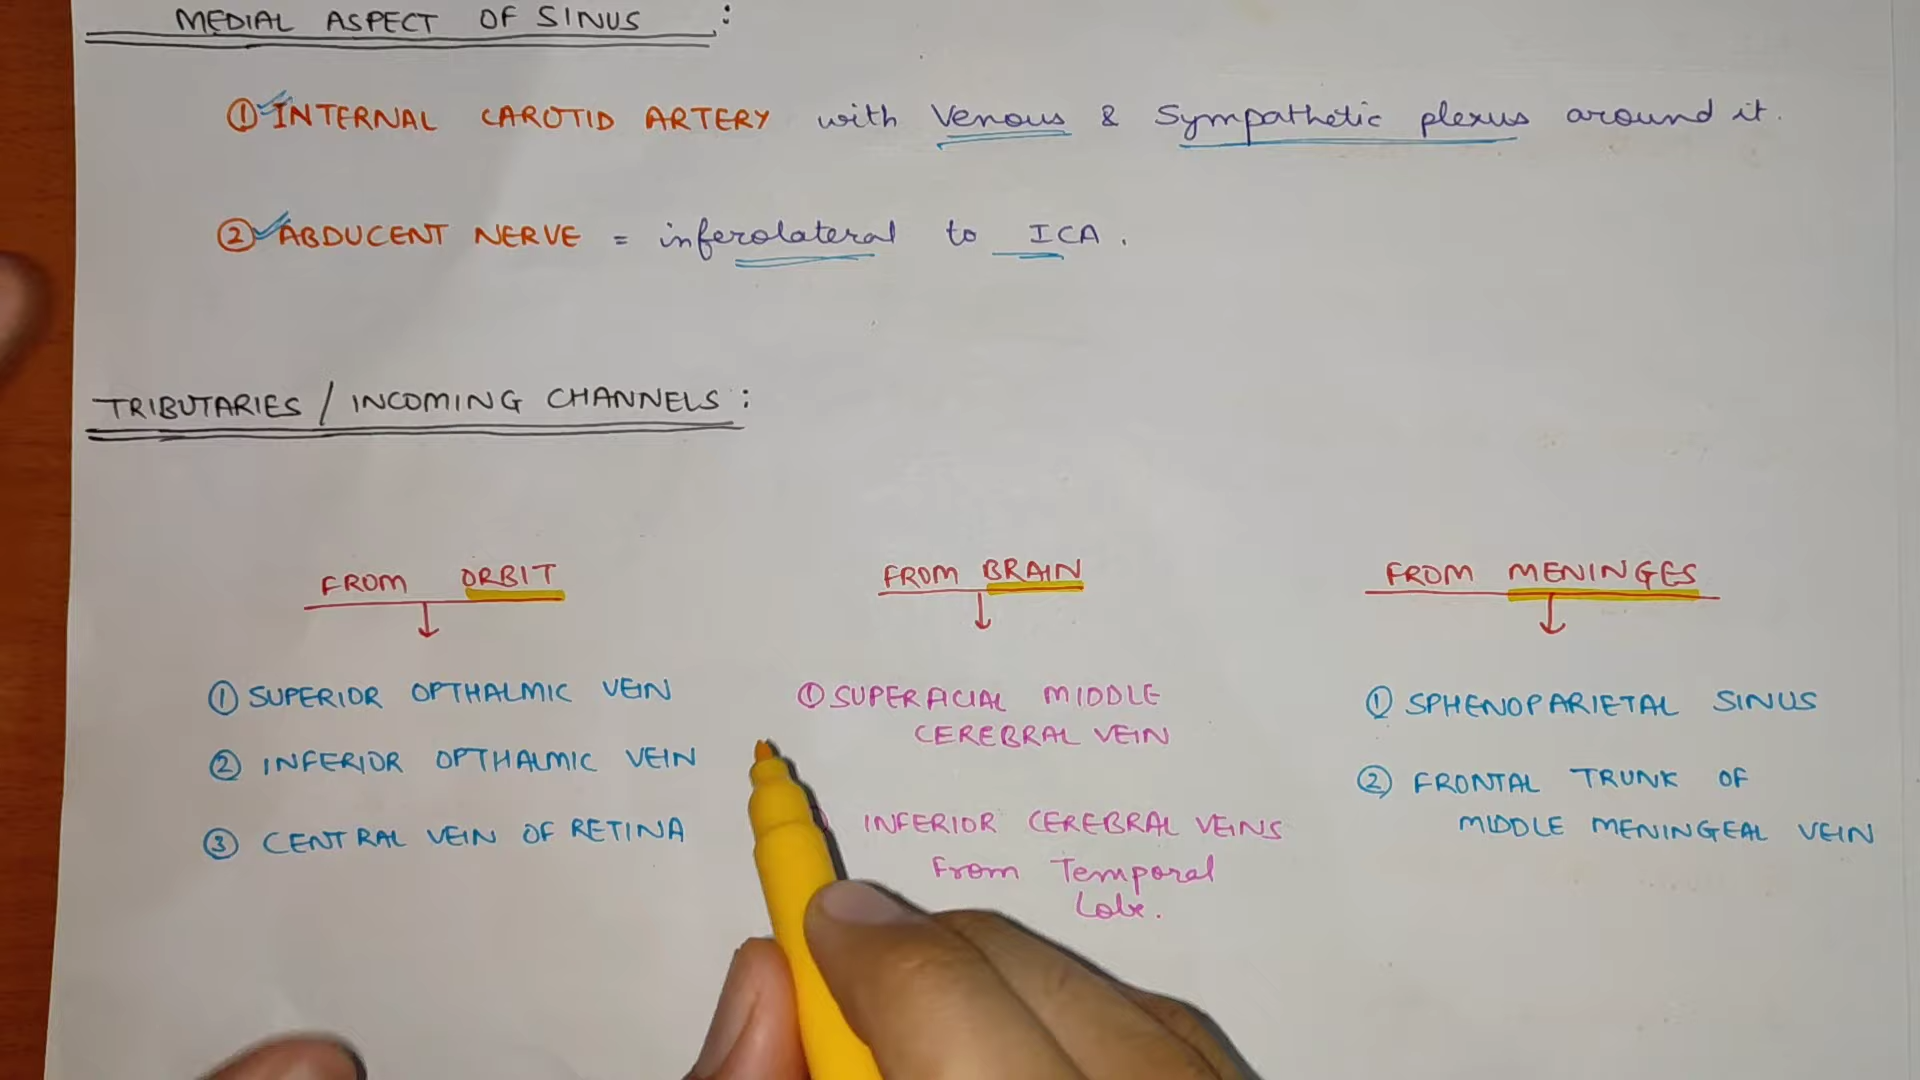 MEDIAL ASPECT OF SINUS :
① INTERNAL CAROTID ARTERY with Venous & Sympathetic plexus around it.
② ABDUCENT NERVE = inferolateral to ICA.
TRIBUTARIES / INCOMING CHANNELS :
FROM ORBIT
① SUPERIOR OPTHALMIC VEIN
② INFERIOR OPTHALMIC VEIN
③ CENTRAL VEIN OF RETINA
FROM BRAIN
① SUPERFICIAL MIDDLE
CEREBRAL VEIN
INFERIOR CEREBRAL VEINS
From Temporal
Lobe.
FROM MENINGES
① SPHENOPARIETAL SINUS
② FRONTAL TRUNK OF
MIDDLE MENINGEAL VEIN